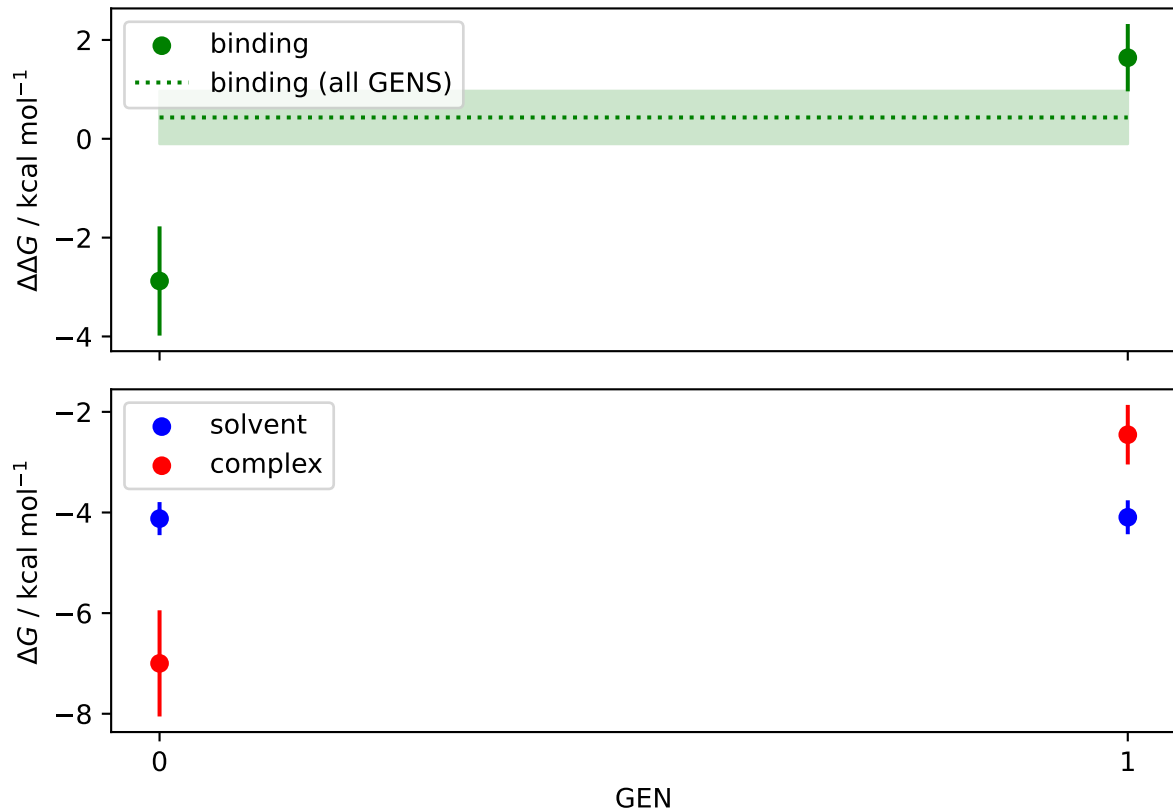 binding
binding (all GENS)
2
0
−2
−4
ΔΔG / kcal mol⁻¹
solvent
complex
−2
−4
−6
−8
ΔG / kcal mol⁻¹
0
1
GEN